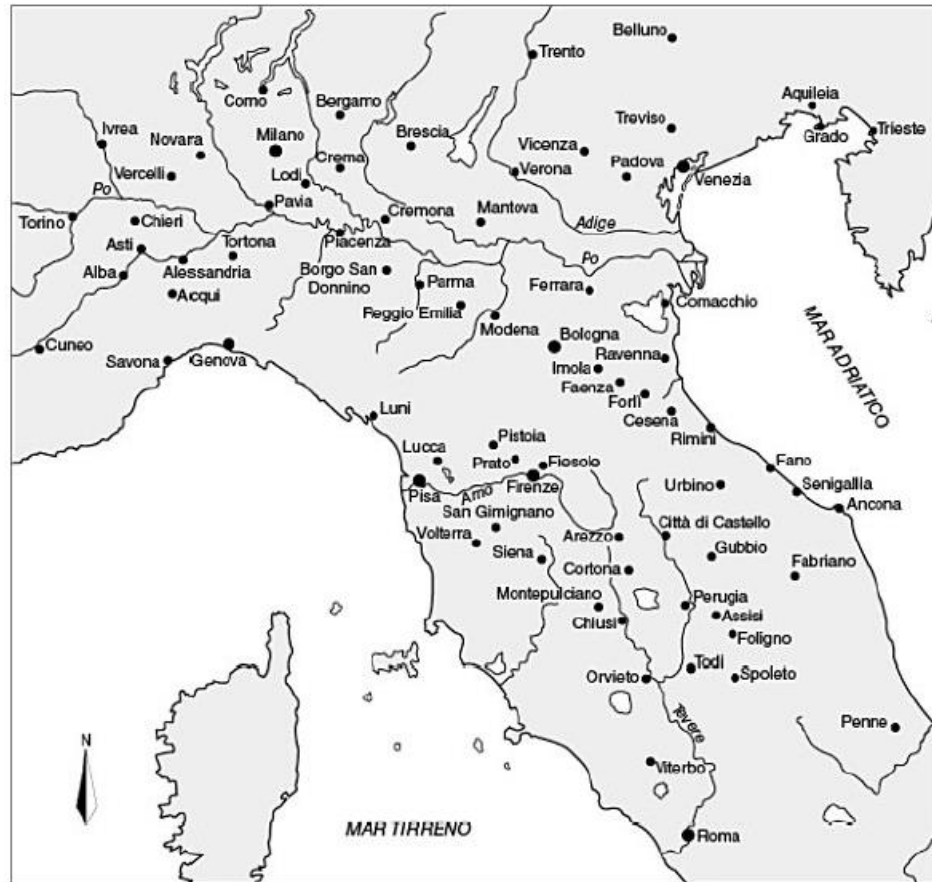 Belluno
Trento
Como
Bergamo
Aquileia
Ivrea
Novara
Milano
Brescia
Vicenza
Treviso
Grado
Trieste
Vercelli
Crema
Lodi
Verona
Padova
Venezia
Po
Pavia
Cremona
Mantova
Adige
Torino
Chieri
Asti
Tortona
Piacenza
Po
Alba
Alessandria
Borgo San
Donnino
Parma
Ferrara
Acqui
Reggio Emilia
Modena
Comacchio
MAR ADRIATICO
Bologna
Cuneo
Savona
Genova
Ravenna
Imola
Faenza
Forlì
Cesena
Luni
Rimini
Pistoia
Lucca
Prato
Fiesole
Fano
Pisa
Arno
Firenze
Urbino
Senigallia
Ancona
San Gimignano
Volterra
Siena
Arezzo
Città di Castello
Gubbio
Cortona
Fabriano
Montepulciano
Perugia
Assisi
Chiusi
Foligno
Orvieto
Todi
Spoleto
Tevere
Penne
N
Viterbo
MAR TIRRENO
Roma